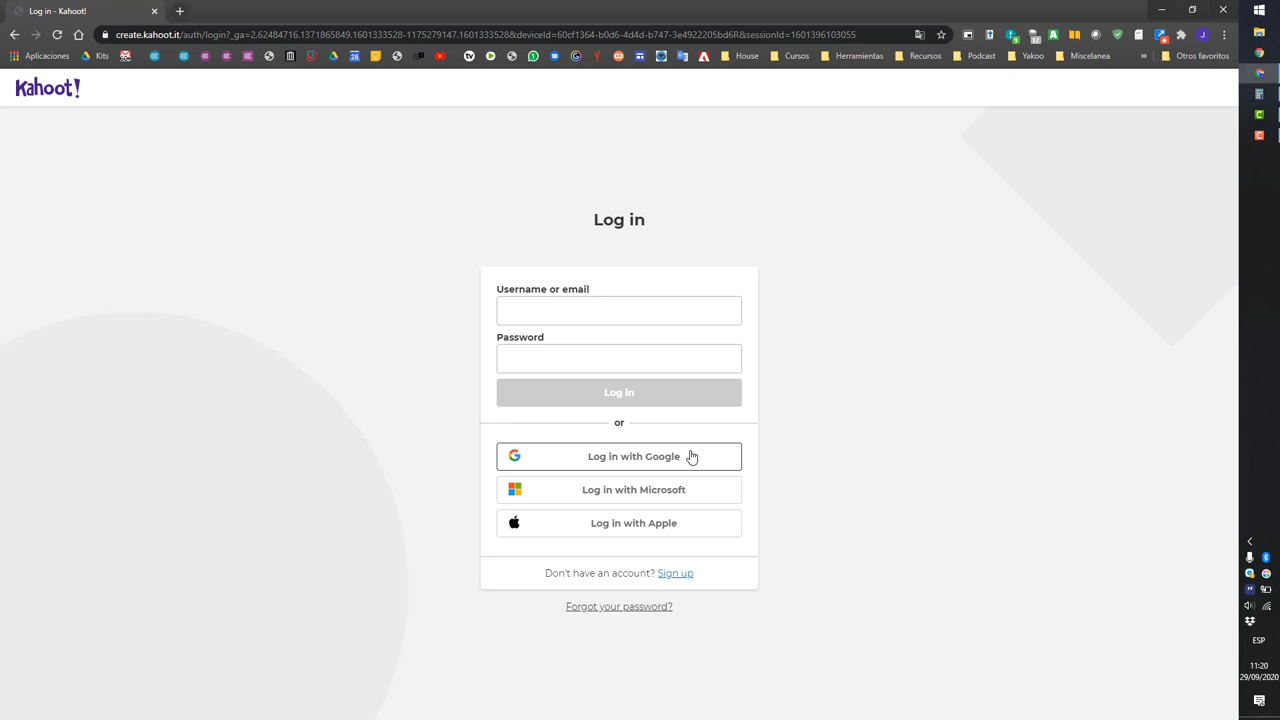 Log in - Kahoot!
create.kahoot.it/auth/login?_ga=2.62484716.1371865849.1601333528-1175279147.1601333528&deviceId=60cf1364-b0d6-4d4d-b747-3e4922205bd6R&sessionId=1601396103055
Aplicaciones Kits House Cursos Herramientas Recursos Podcast Yakoo Miscelanea » Otros favoritos
Kahoot!
Log in
Username or email
Password
Log in
or
Log in with Google
Log in with Microsoft
Log in with Apple
Don't have an account? Sign up
Forgot your password?
ESP
11:20
29/09/2020